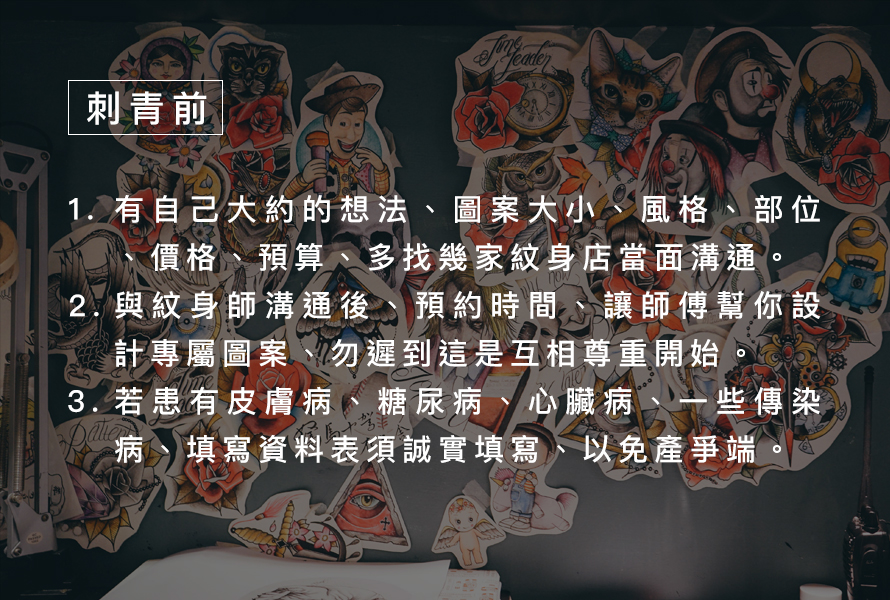 刺青前
Time
Leader
1. 有自己大約的想法、圖案大小、風格、部位
、價格、預算、多找幾家紋身店當面溝通。
2. 與紋身師溝通後、預約時間、讓師傅幫你設
計專屬圖案、勿遲到這是互相尊重開始。
3. 若患有皮膚病、糖尿病、心臟病、一些傳染
病、填寫資料表須誠實填寫、以免產爭端。